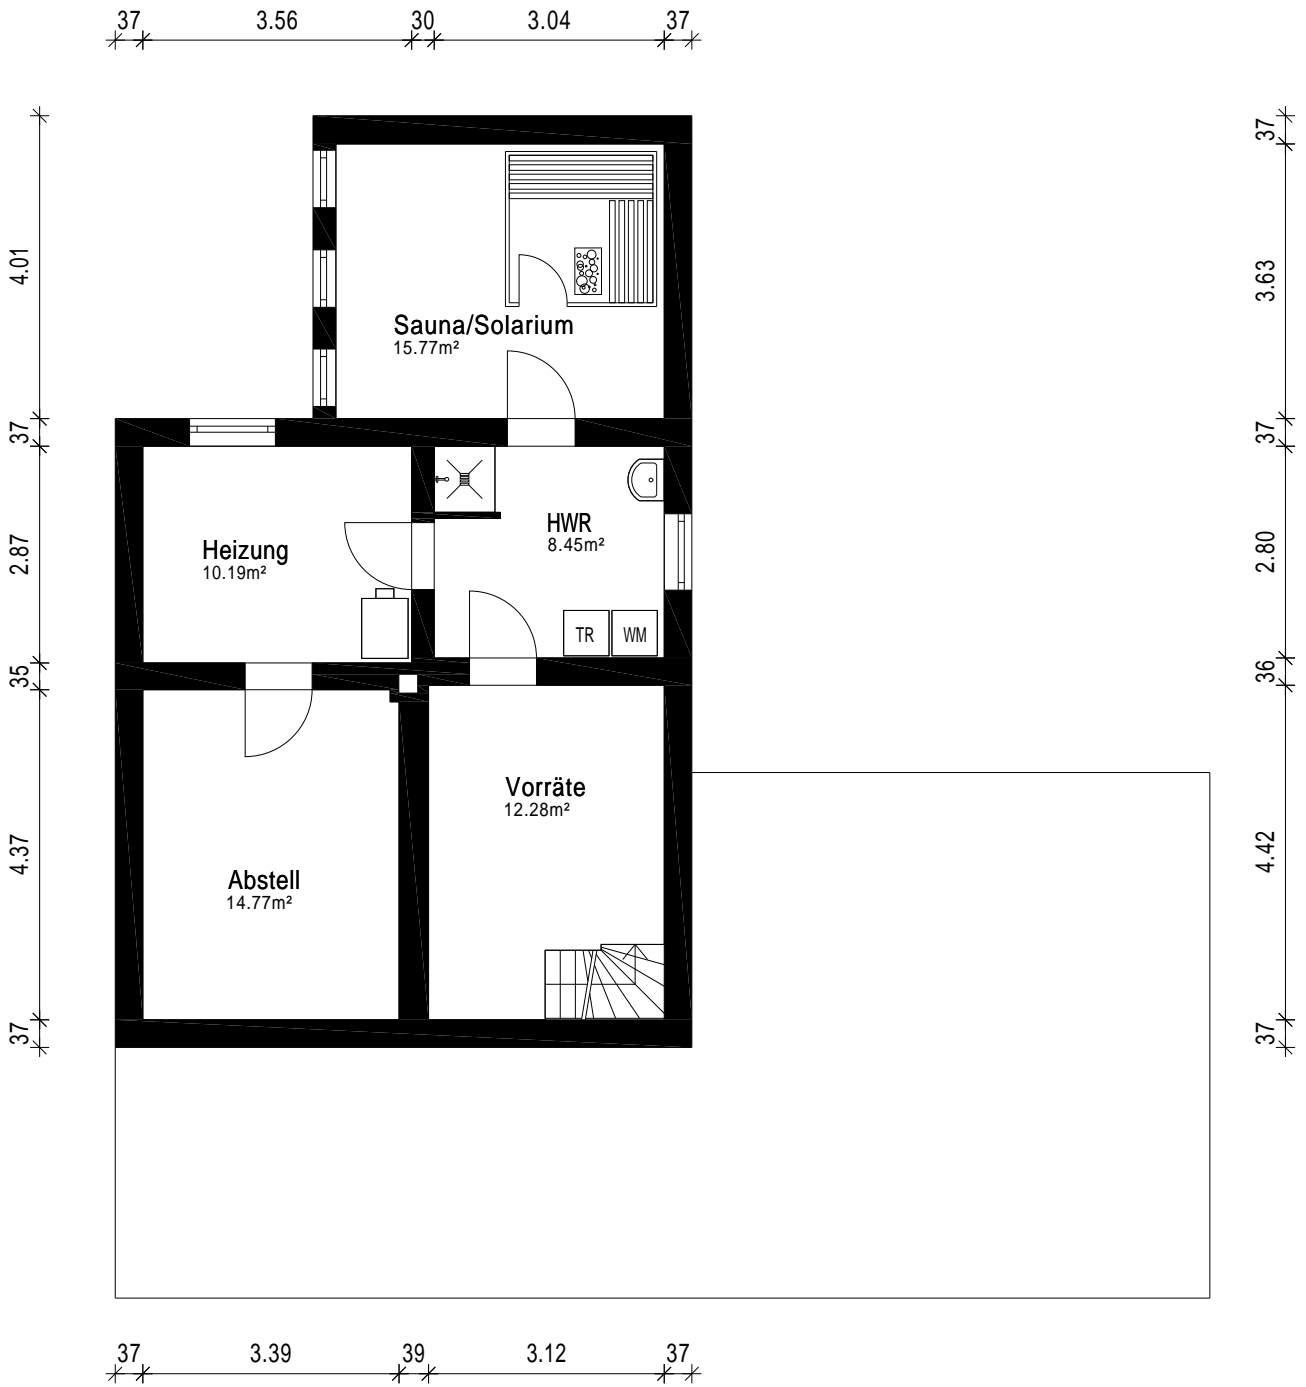 37 3.56 30 3.04 37
4.01
37
2.87
35
4.37
37
37
3.63
37
2.80
36
4.42
37
Sauna/Solarium
15.77m²
HWR
8.45m²
Heizung
10.19m²
TR WM
Vorräte
12.28m²
Abstell
14.77m²
37 3.39 39 3.12 37